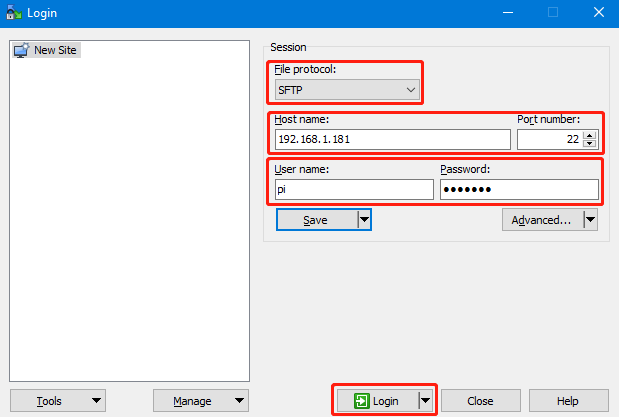 Login
New Site
Session
File protocol:
SFTP
Host name:
Port number:
192.168.1.181
22
User name:
Password:
pi
•••••••
Save
Advanced...
Tools
Manage
Login
Close
Help